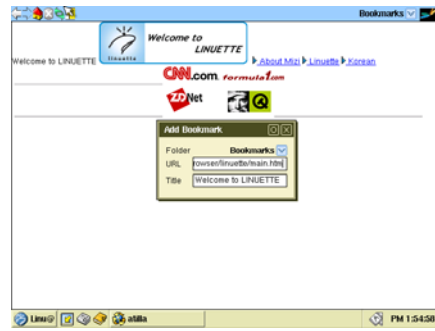 Bookmarks
Welcome to
LINUETTE
linuette
Welcome to LINUETTE
About Mizi Linuette Korean
CNN.com formula1.com
ZDNet
Add Bookmark
Folder Bookmarks
URL rowser/linuette/main.htm
Title Welcome to LINUETTE
Linu@ atilla PM 1:54:58